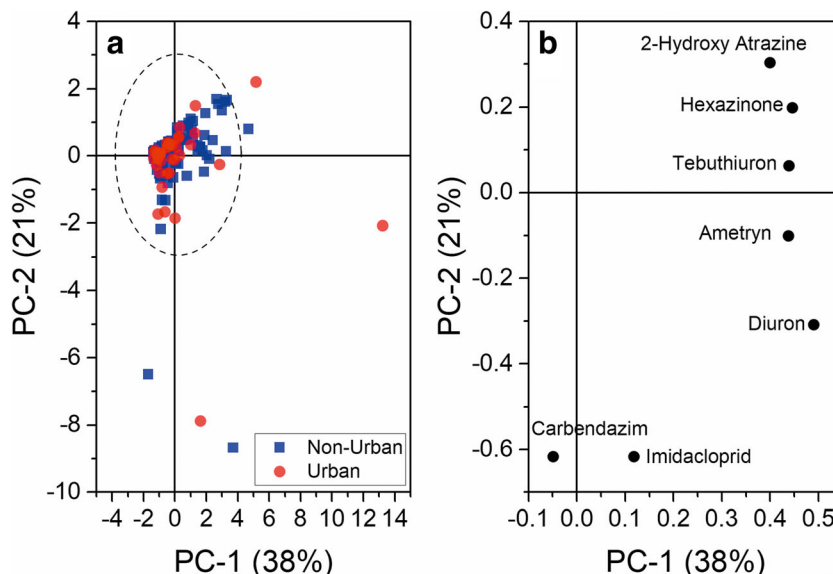 a
4
2
0
-2
-4
-6
-8
-10
PC-2 (21%)
Non-Urban
Urban
-4 -2 0 2 4 6 8 10 12 14
PC-1 (38%)
b
0.4
0.2
0.0
-0.2
-0.4
-0.6
PC-2 (21%)
2-Hydroxy Atrazine
Hexazinone
Tebuthiuron
Ametryn
Diuron
Carbendazim
Imidacloprid
-0.1 0.0 0.1 0.2 0.3 0.4 0.5
PC-1 (38%)